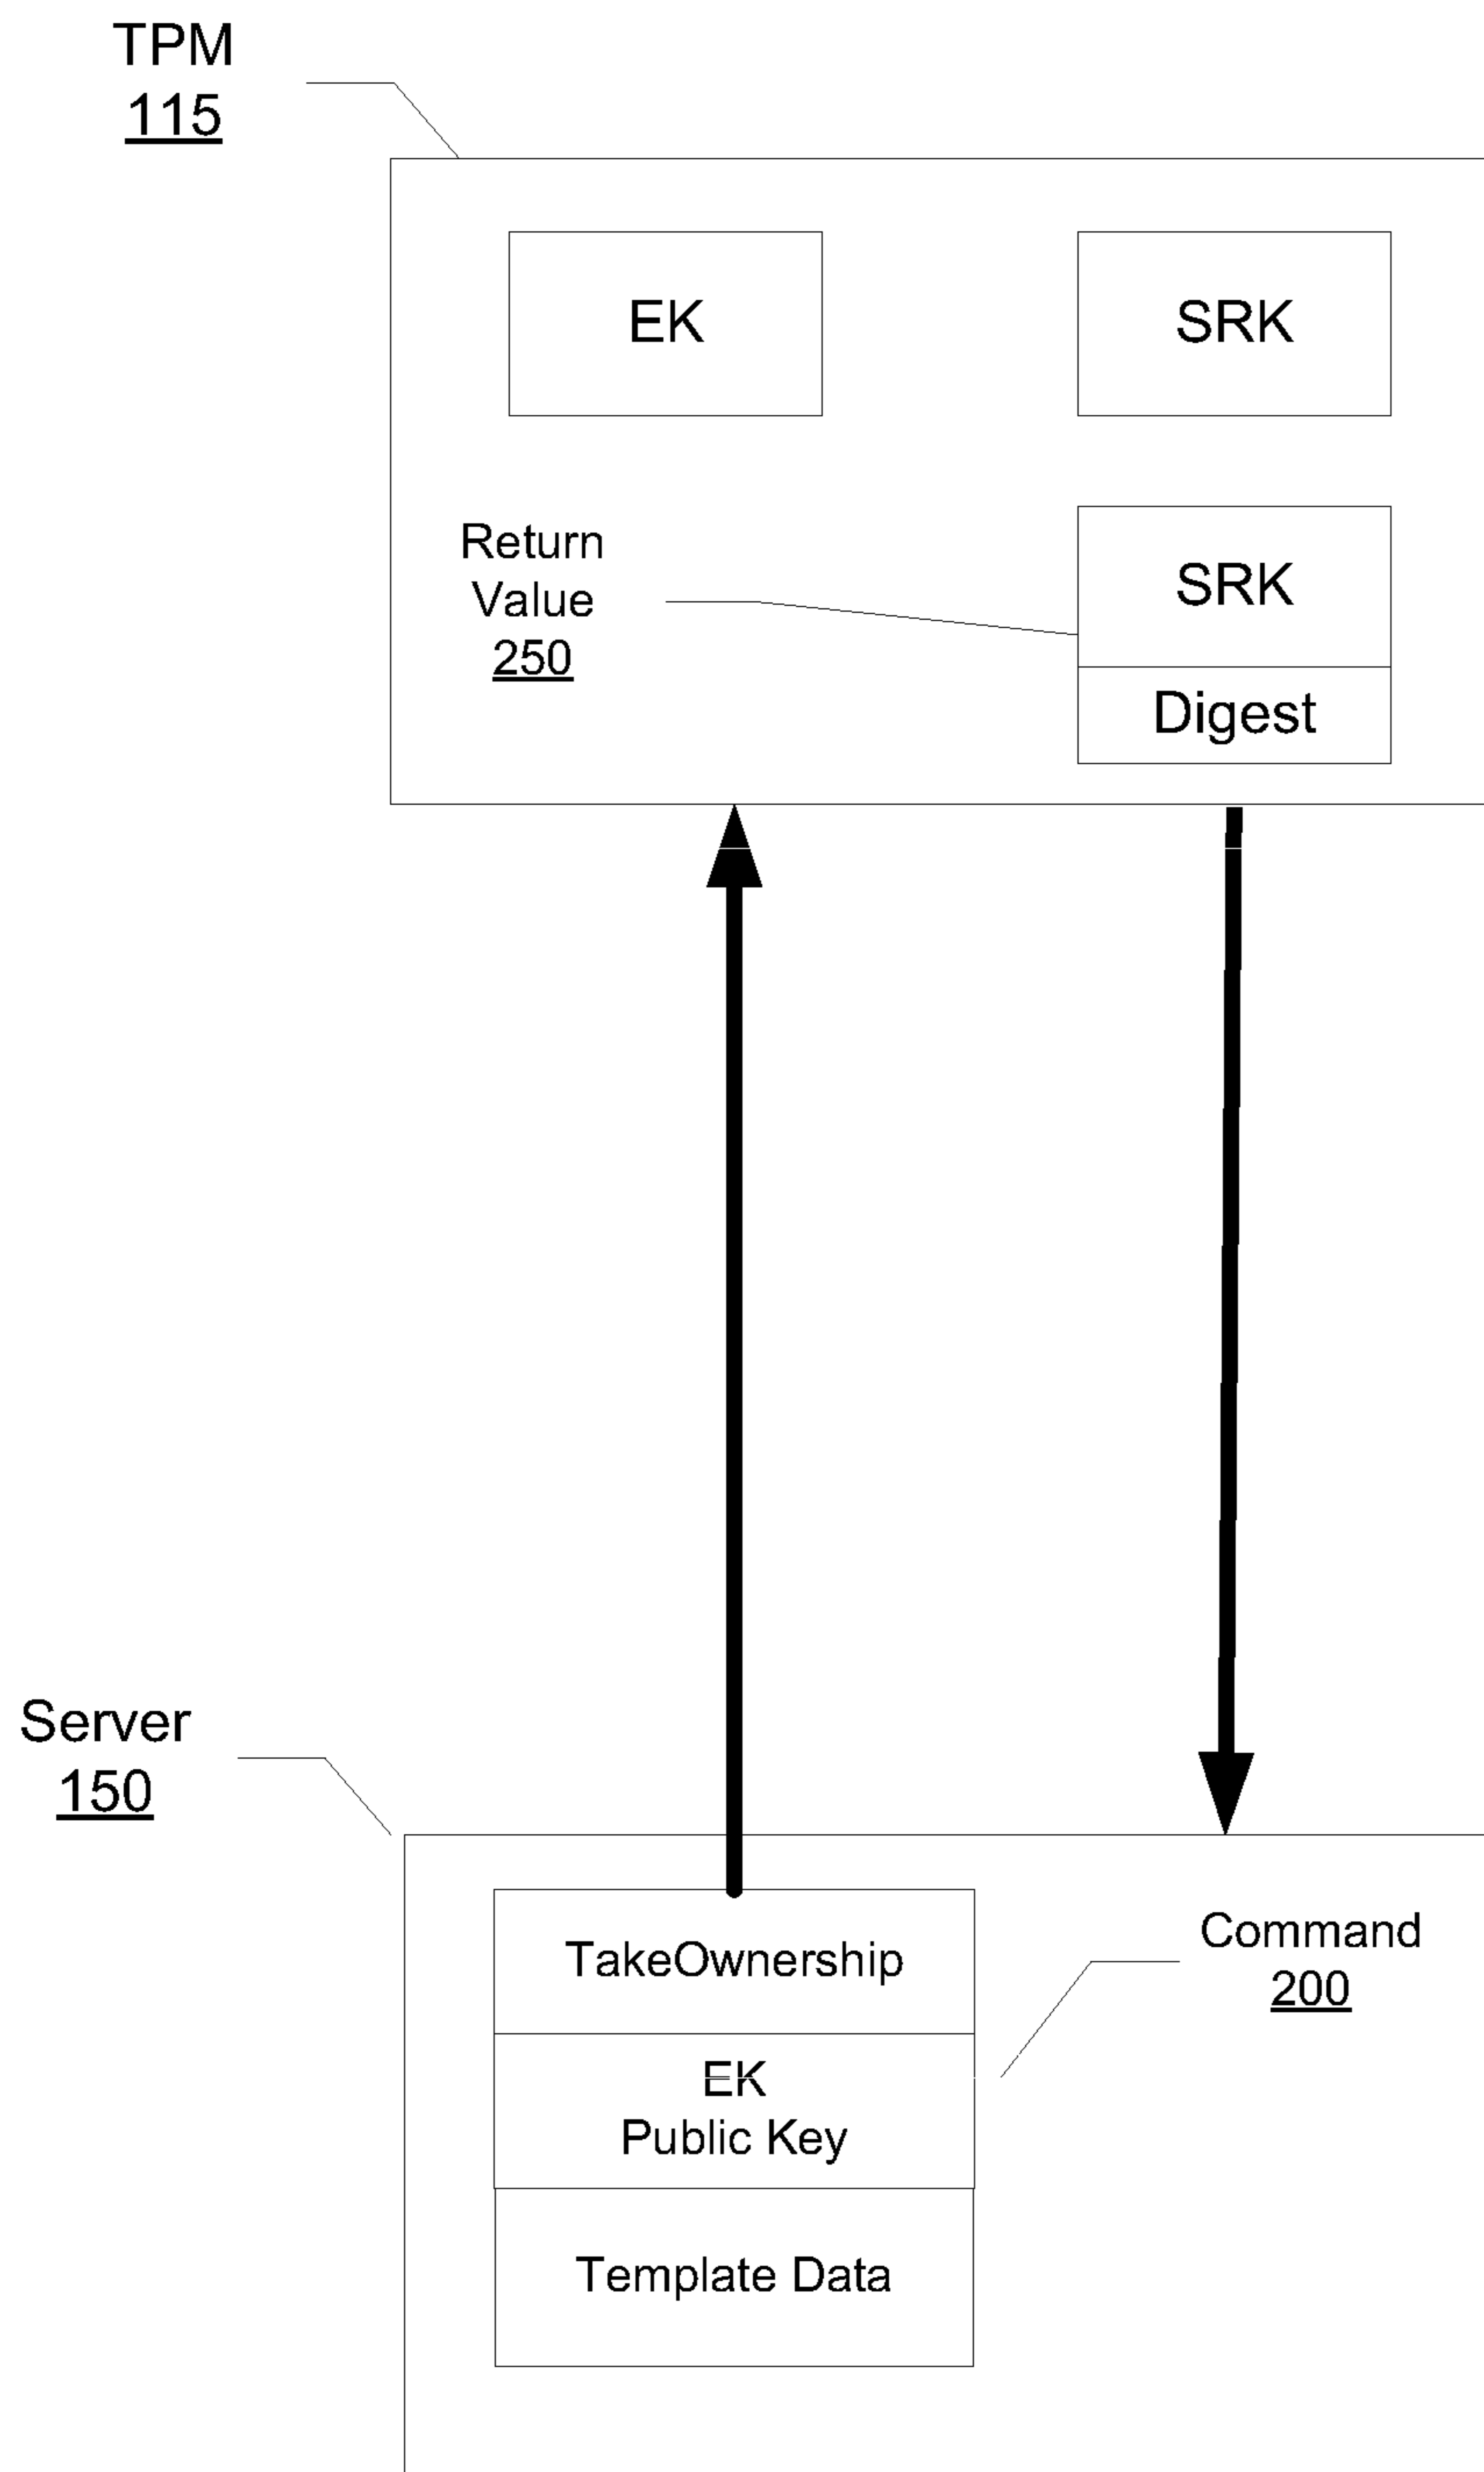 TPM
115
EK
SRK
Return
Value
250
SRK
Digest
Server
150
TakeOwnership
Command
200
EK
Public Key
Template Data